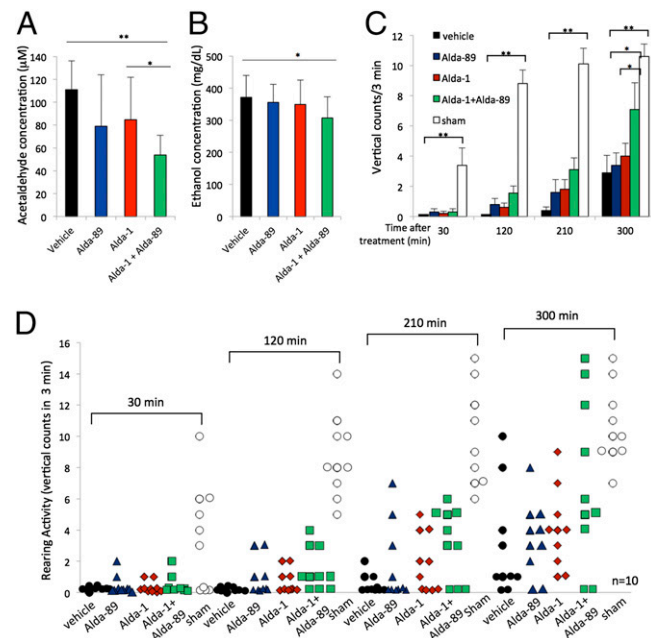 A
B
C
**
*
Acetaldehyde concentration (µM)
140
120
100
80
60
40
20
0
Vehicle
Alda-89
Alda-1
Alda-1 + Alda-89
*
Ethanol concentration (mg/dL)
500
400
300
200
100
0
Vehicle
Alda-89
Alda-1
Alda-1 + Alda-89
vehicle
Alda-89
Alda-1
Alda-1+Alda-89
sham
Vertical counts/3 min
12
10
8
6
4
2
0
**
**
**
**
*
*
Time after treatment (min)
30
120
210
300
D
Rearing Activity (vertical counts in 3 min)
16
14
12
10
8
6
4
2
0
30 min
120 min
210 min
300 min
n=10
vehicle
Alda-89
Alda-1
Alda-1+
Alda-89
sham
vehicle
Alda-89
Alda-1
Alda-1+
Alda-89
sham
vehicle
Alda-89
Alda-1
Alda-1+
Alda-89
Sham
vehicle
Alda-89
Alda-1
Alda-1+
Alda-89
sham